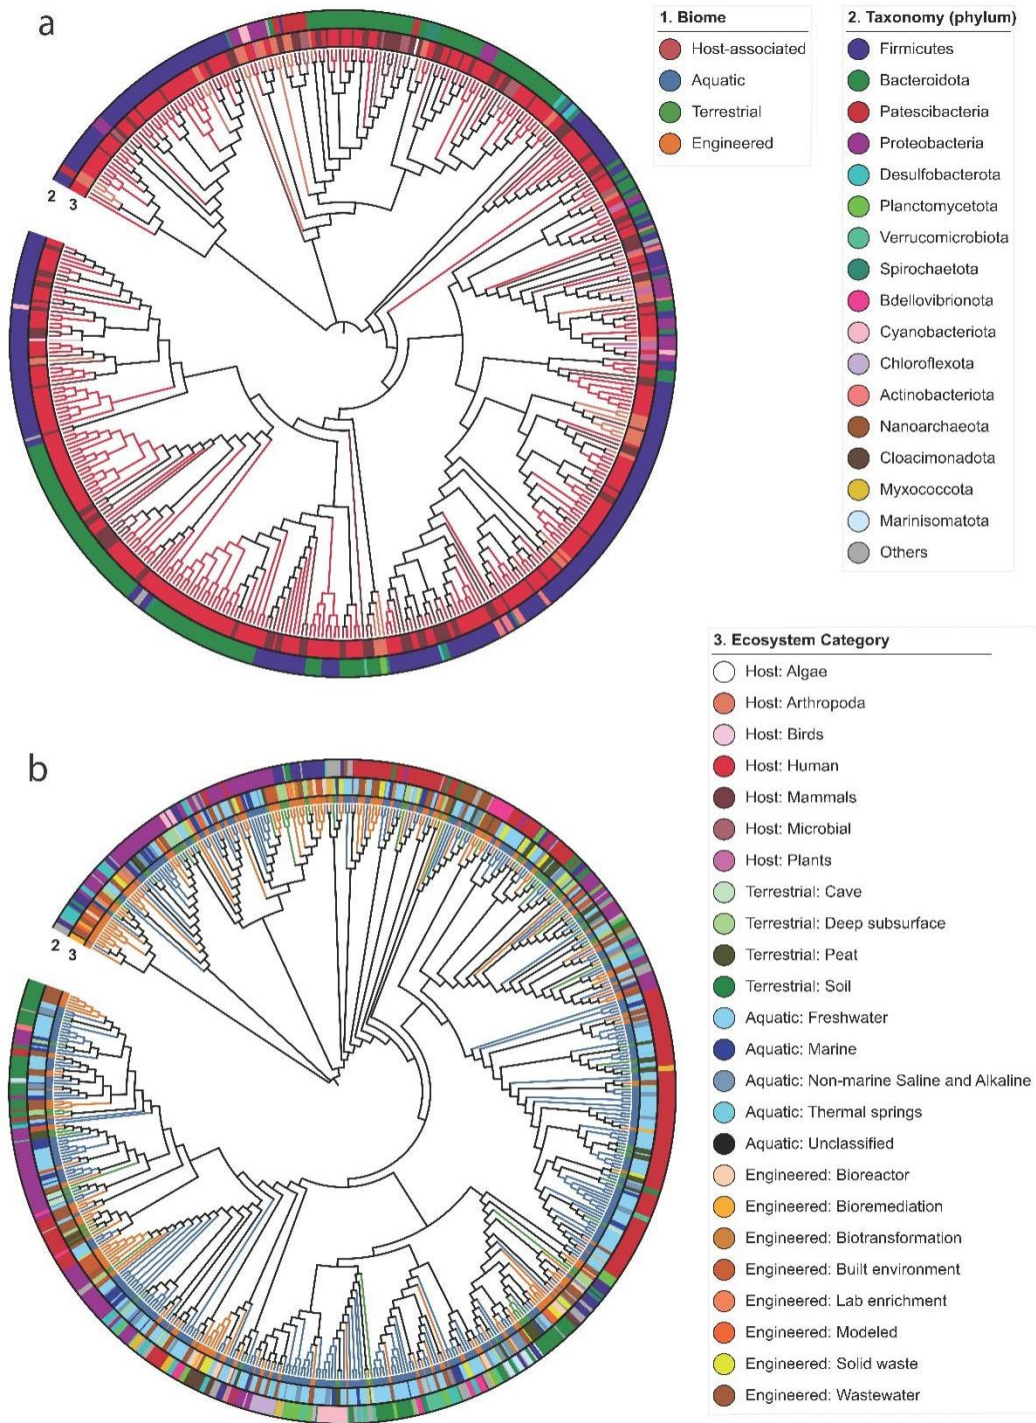 a
1. Biome
Host-associated
Aquatic
Terrestrial
Engineered
2. Taxonomy (phylum)
Firmicutes
Bacteroidota
Patescibacteria
Proteobacteria
Desulfobacterota
Planctomycetota
Verrucomicrobiota
Spirochaetota
Bdellovibrionota
Cyanobacteriota
Chloroflexota
Actinobacteriota
Nanoarchaeota
Cloacimonadota
Myxococcota
Marinisomatota
Others
2 3
3. Ecosystem Category
Host: Algae
Host: Arthropoda
Host: Birds
Host: Human
Host: Mammals
Host: Microbial
Host: Plants
Terrestrial: Cave
Terrestrial: Deep subsurface
Terrestrial: Peat
Terrestrial: Soil
Aquatic: Freshwater
Aquatic: Marine
Aquatic: Non-marine Saline and Alkaline
Aquatic: Thermal springs
Aquatic: Unclassified
Engineered: Bioreactor
Engineered: Bioremediation
Engineered: Biotransformation
Engineered: Built environment
Engineered: Lab enrichment
Engineered: Modeled
Engineered: Solid waste
Engineered: Wastewater
b
2 3